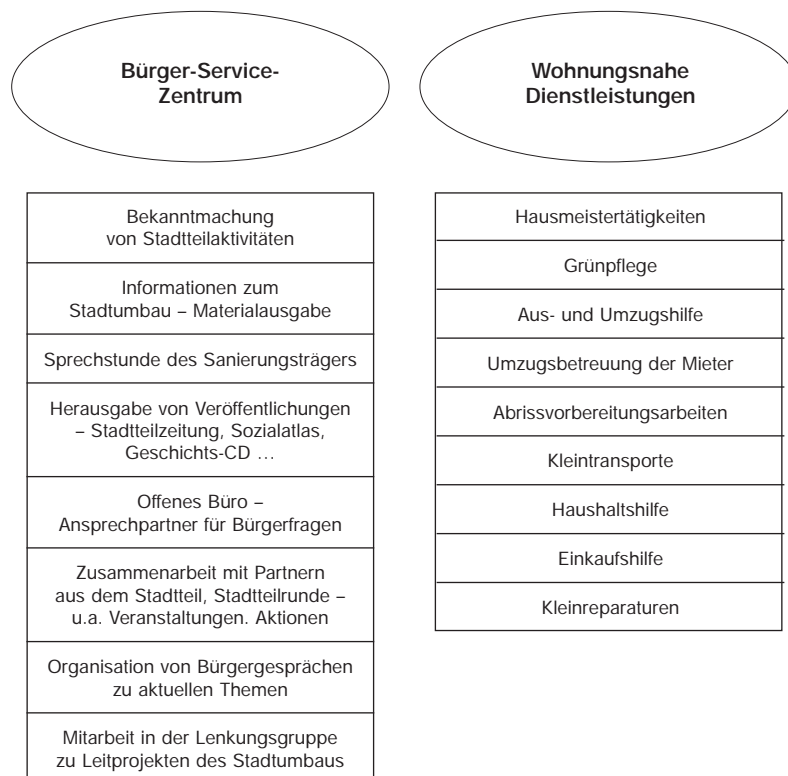 Bürger-Service-
Zentrum
Bekanntmachung
von Stadtteilaktivitäten
Informationen zum
Stadtumbau – Materialausgabe
Sprechstunde des Sanierungsträgers
Herausgabe von Veröffentlichungen
– Stadtteilzeitung, Sozialatlas,
Geschichts-CD …
Offenes Büro –
Ansprechpartner für Bürgerfragen
Zusammenarbeit mit Partnern
aus dem Stadtteil, Stadtteilrunde –
u.a. Veranstaltungen. Aktionen
Organisation von Bürgergesprächen
zu aktuellen Themen
Mitarbeit in der Lenkungsgruppe
zu Leitprojekten des Stadtumbaus
Wohnungsnahe
Dienstleistungen
Hausmeistertätigkeiten
Grünpflege
Aus- und Umzugshilfe
Umzugsbetreuung der Mieter
Abrissvorbereitungsarbeiten
Kleintransporte
Haushaltshilfe
Einkaufshilfe
Kleinreparaturen